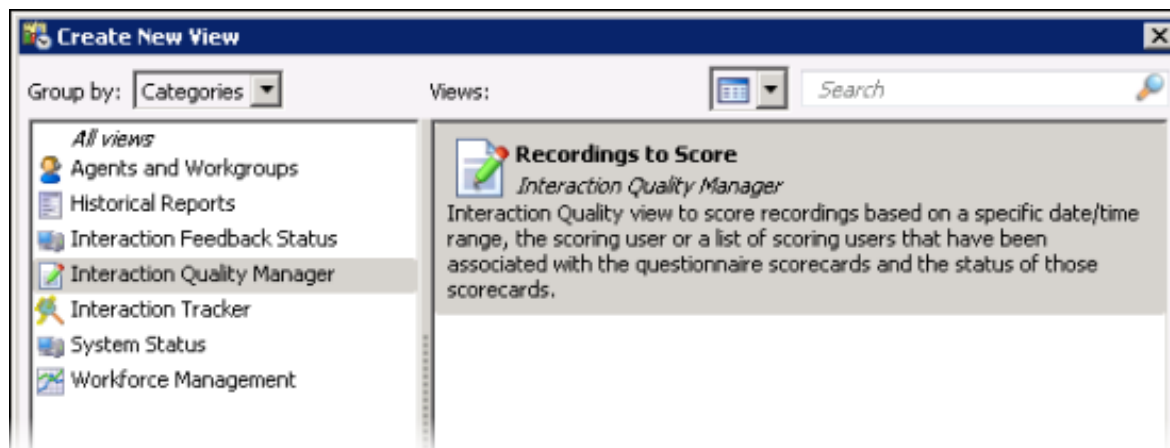 Create New View
Group by: Categories
Views:
Search
All views
Agents and Workgroups
Historical Reports
Interaction Feedback Status
Interaction Quality Manager
Interaction Tracker
System Status
Workforce Management
Recordings to Score
Interaction Quality Manager
Interaction Quality view to score recordings based on a specific date/time
range, the scoring user or a list of scoring users that have been
associated with the questionnaire scorecards and the status of those
scorecards.